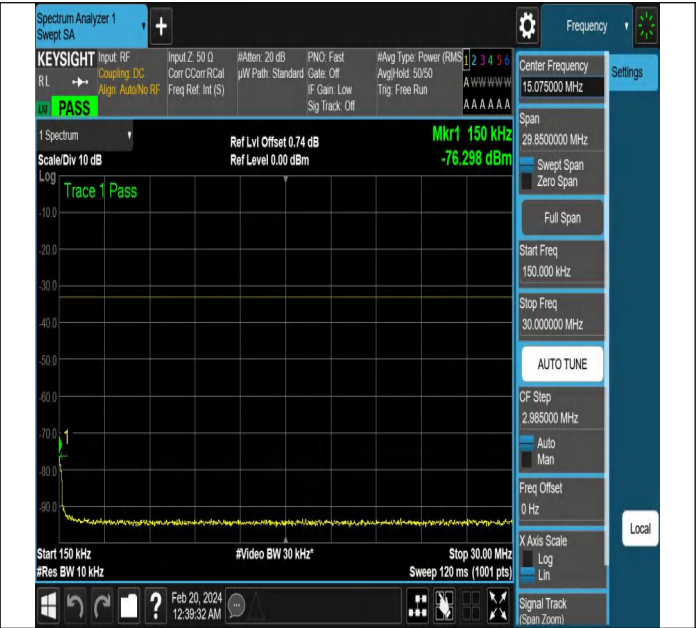 Spectrum Analyzer 1
Swept SA
Frequency
KEYSIGHT
RL
PASS
Input: RF
Coupling: DC
Align: Auto/No RF
Input Z: 50 Ω
Corr CCorr RCal
Freq Ref: Int (S)
#Atten: 20 dB
µW Path: Standard
PNO: Fast
Gate: Off
IF Gain: Low
Sig Track: Off
#Avg Type: Power (RMS
Avg|Hold: 50/50
Trig: Free Run
1 2 3 4 5 6
A W W W W W
A A A A A A
1 Spectrum
Scale/Div 10 dB
Ref Lvl Offset 0.74 dB
Ref Level 0.00 dBm
Mkr1 150 kHz
-76.298 dBm
Log
Trace 1 Pass
-10.0
-20.0
-30.0
-40.0
-50.0
-60.0
-70.0
1
-80.0
-90.0
Start 150 kHz
#Res BW 10 kHz
#Video BW 30 kHz*
Stop 30.00 MHz
Sweep 120 ms (1001 pts)
Feb 20, 2024
12:39:32 AM
Center Frequency
15.075000 MHz
Settings
Span
29.8500000 MHz
Swept Span
Zero Span
Full Span
Start Freq
150.000 kHz
Stop Freq
30.000000 MHz
AUTO TUNE
CF Step
2.985000 MHz
Auto
Man
Freq Offset
0 Hz
Local
X Axis Scale
Log
Lin
Signal Track
(Span Zoom)